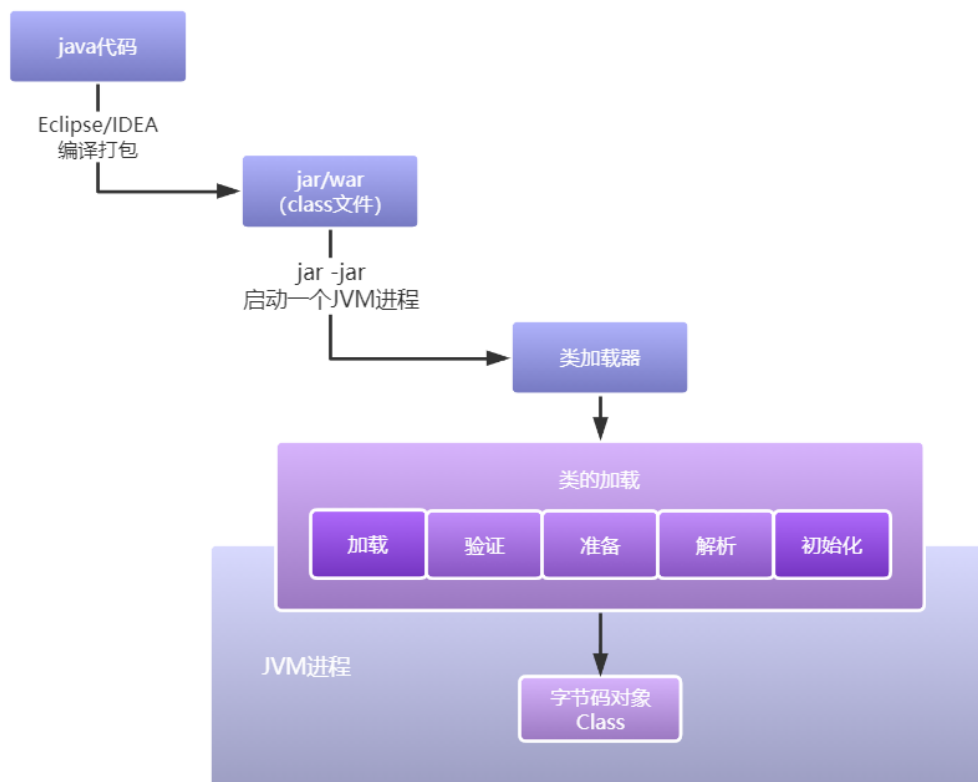 java代码
Eclipse/IDEA
编译打包
jar/war
(class文件)
jar -jar
启动一个JVM进程
类加载器
类的加载
加载
验证
准备
解析
初始化
JVM进程
字节码对象
Class